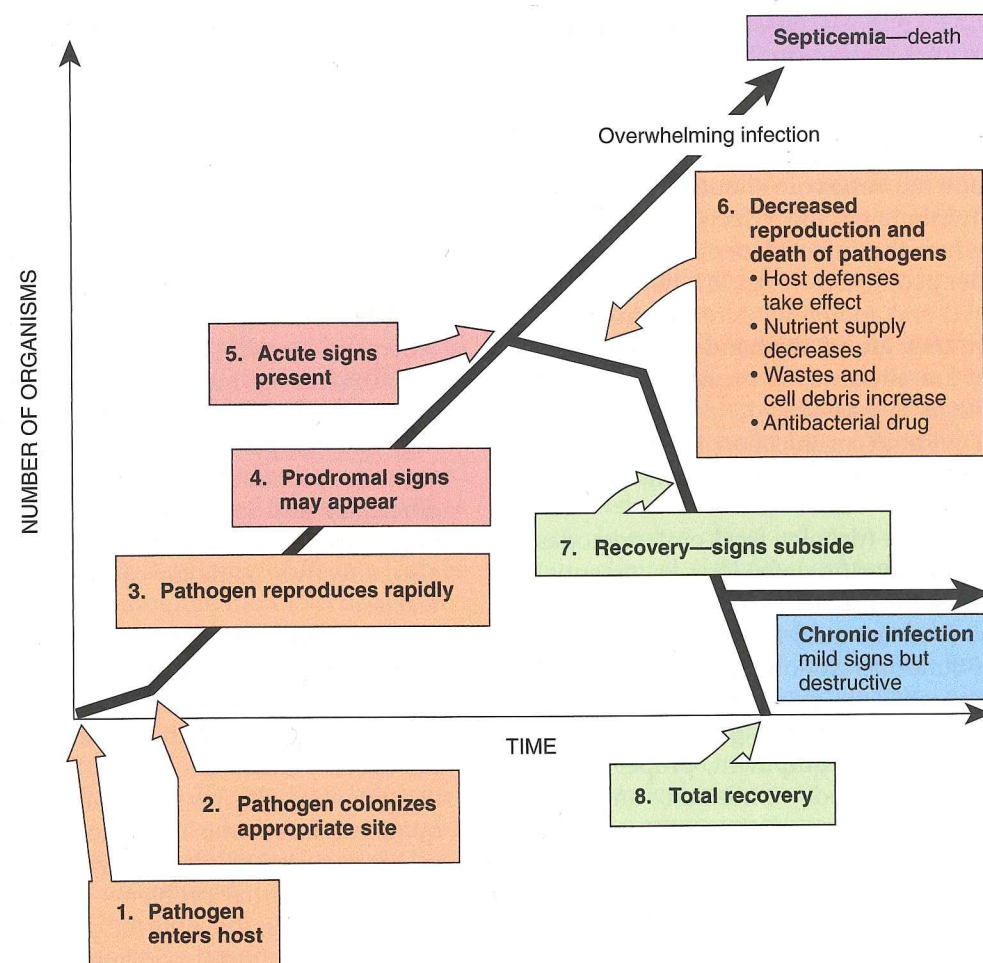 Septicemia—death
Overwhelming infection
6. Decreased
reproduction and
death of pathogens
• Host defenses
take effect
• Nutrient supply
decreases
• Wastes and
cell debris increase
• Antibacterial drug
5. Acute signs
present
4. Prodromal signs
may appear
7. Recovery—signs subside
3. Pathogen reproduces rapidly
Chronic infection
mild signs but
destructive
NUMBER OF ORGANISMS
TIME
8. Total recovery
2. Pathogen colonizes
appropriate site
1. Pathogen
enters host